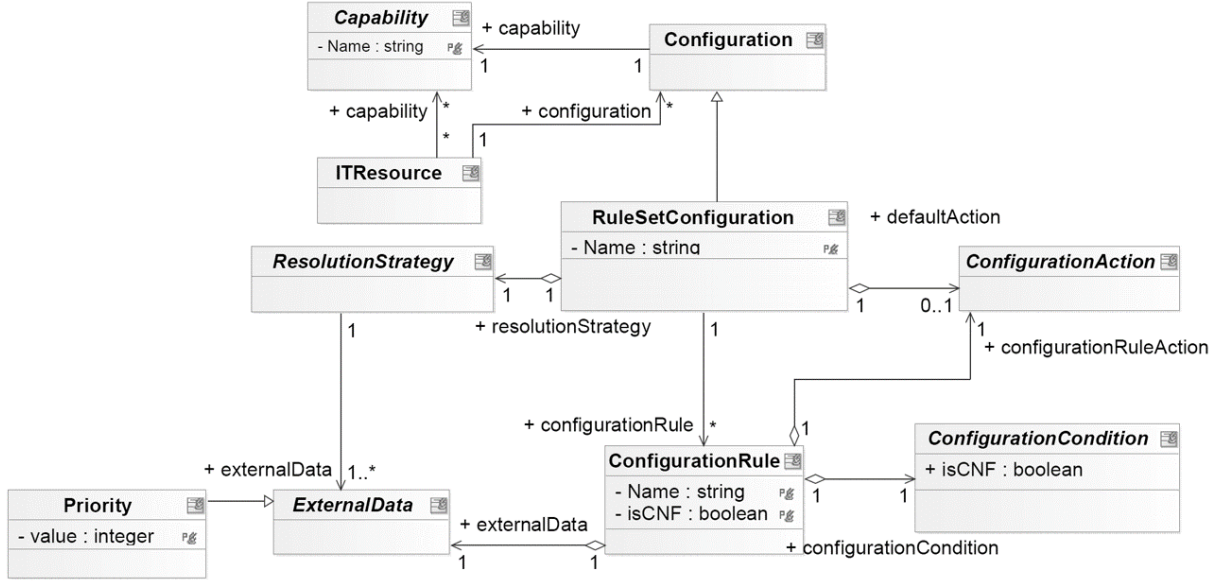 Capability
- Name : string
+ capability
1
1
Configuration
+ capability
*
*
+ configuration
*
1
ITResource
RuleSetConfiguration
- Name : string
+ defaultAction
ResolutionStrategy
1
1
+ resolutionStrategy
ConfigurationAction
1
0..1
1
+ configurationRuleAction
1
1
+ configurationRule
*
1
ConfigurationCondition
+ isCNF : boolean
ConfigurationRule
- Name : string
- isCNF : boolean
1
1
+ configurationCondition
+ externalData
1..*
Priority
- value : integer
ExternalData
+ externalData
1
1